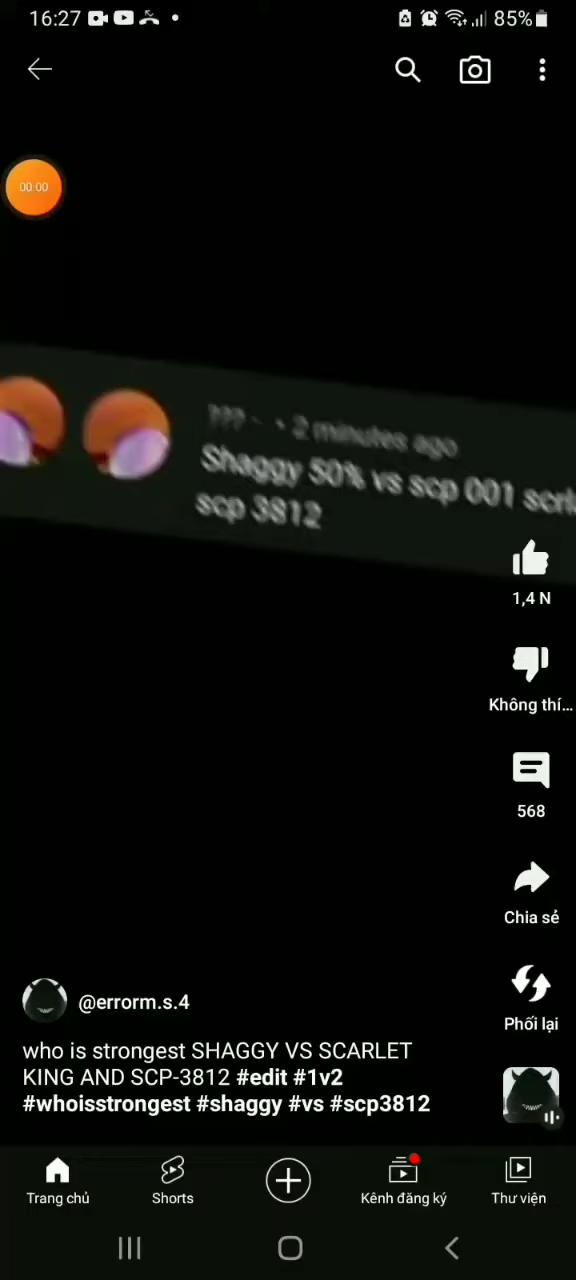 16:27
85%
00:00
??? · • 2 minutes ago
Shaggy 50% vs scp 001
scp 3812
1,4 N
Không thí...
568
Chia sẻ
Phối lại
@errorm.s.4
who is strongest SHAGGY VS SCARLET
KING AND SCP-3812 #edit #1v2
#whoisstrongest #shaggy #vs #scp3812
Trang chủ
Shorts
Kênh đăng ký
Thư viện